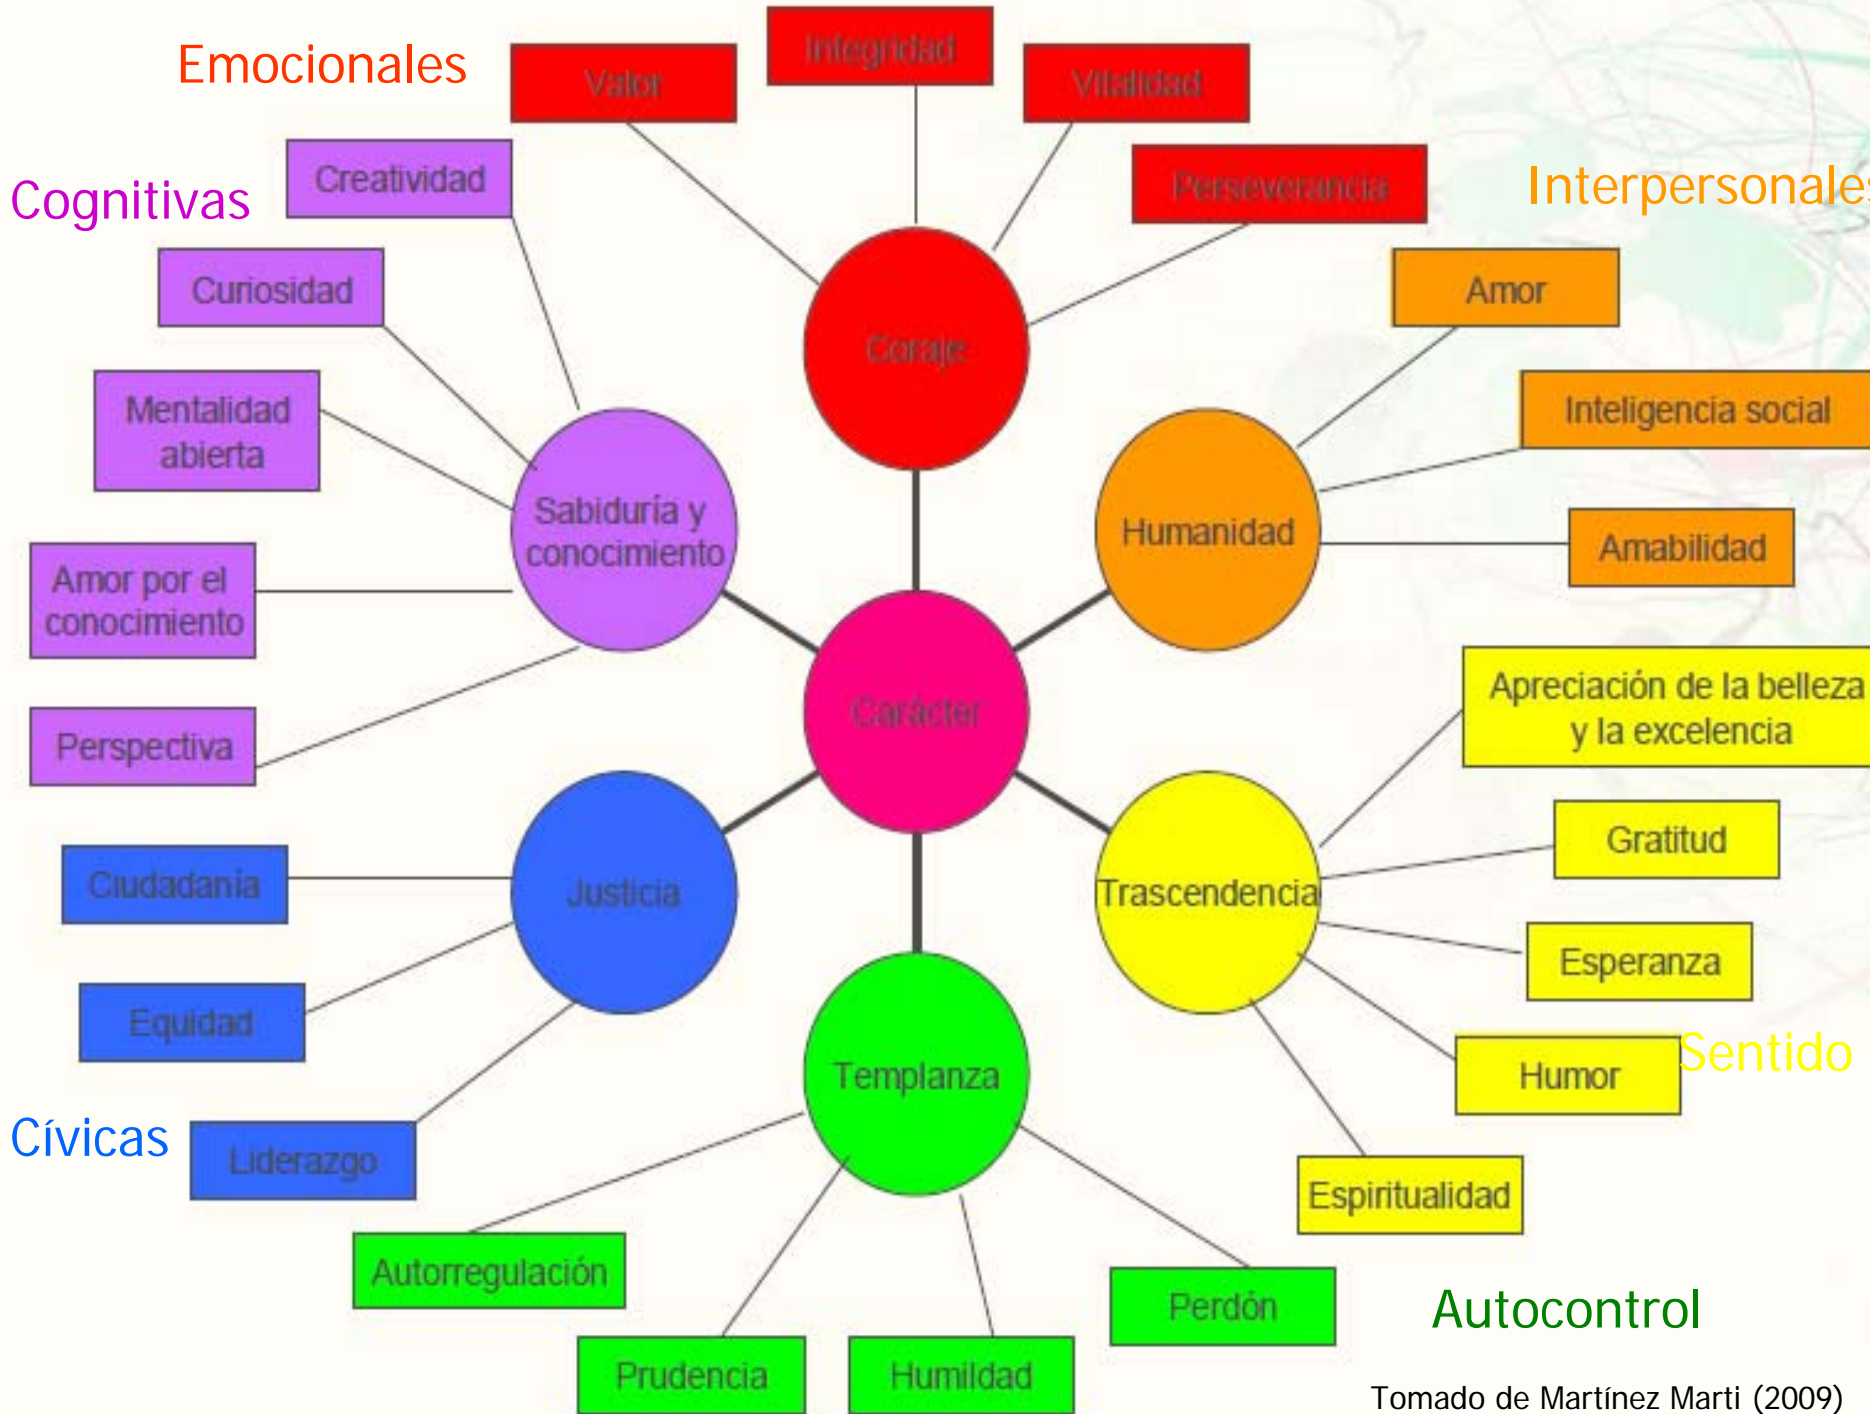 Emocionales
Valor
Integridad
Vitalidad
Perseverancia
Cognitivas
Creatividad
Curiosidad
Mentalidad
abierta
Amor por el
conocimiento
Perspectiva
Interpersonales
Amor
Inteligencia social
Amabilidad
Coraje
Sabiduría y
conocimiento
Humanidad
Carácter
Justicia
Trascendencia
Templanza
Apreciación de la belleza
y la excelencia
Gratitud
Esperanza
Humor
Sentido
Espiritualidad
Ciudadanía
Equidad
Cívicas
Liderazgo
Autorregulación
Prudencia
Humildad
Perdón
Autocontrol
Tomado de Martínez Marti (2009)